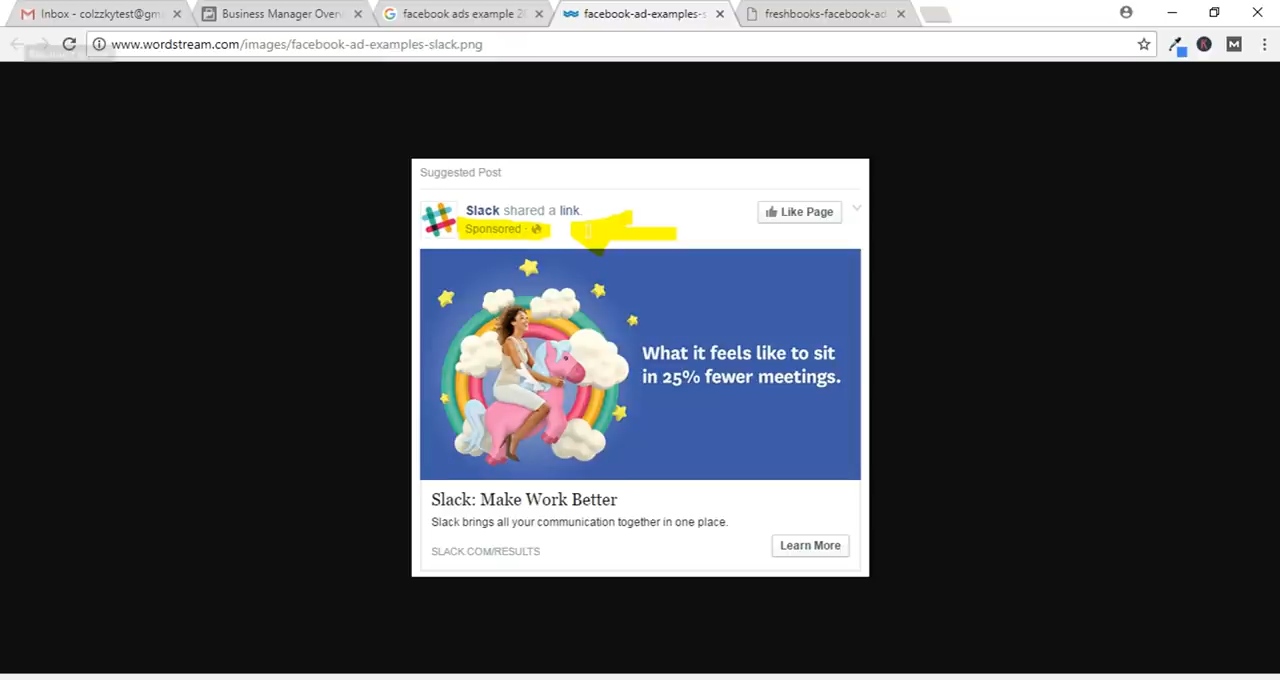 Inbox - colzzkytest@gm
Business Manager Over
facebook ads example 2
facebook-ad-examples-s
freshbooks-facebook-ad
www.wordstream.com/images/facebook-ad-examples-slack.png
Suggested Post
Slack shared a link.
Like Page
Sponsored ·
What it feels like to sit
in 25% fewer meetings.
Slack: Make Work Better
Slack brings all your communication together in one place.
Learn More
SLACK.COM/RESULTS